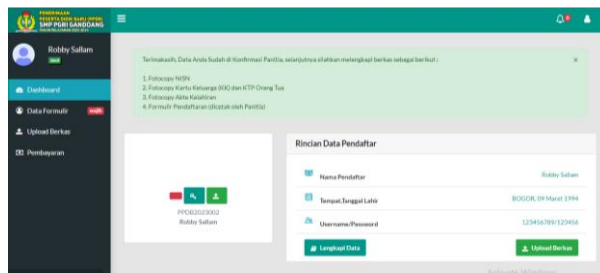 PENERIMAAN
PESERTA DIDIK BARU (PPDB)
SMP PGRI GANDOANG
Robby Sallam
Dashboard
Data Formulir
Upload Berkas
Pembayaran
Terimakasih, Data Anda Sudah di Konfirmasi Panitia, selanjutnya silahkan melengkapi berkas sebagai berikut :
1. Fotocopy NISN
2. Fotocopy Kartu Keluarga (KK) dan KTP Orang Tua
3. Fotocopy Akte Kelahiran
4. Formulir Pendaftaran (dicetak oleh Panitia)
PPDB2023002
Robby Sallam
Rincian Data Pendaftar
Nama Pendaftar
Robby Sallam
Tempat,Tanggal Lahir
BOGOR, 09 Maret 1994
Username/Password
123456789/123456
Lengkapi Data
Upload Berkas